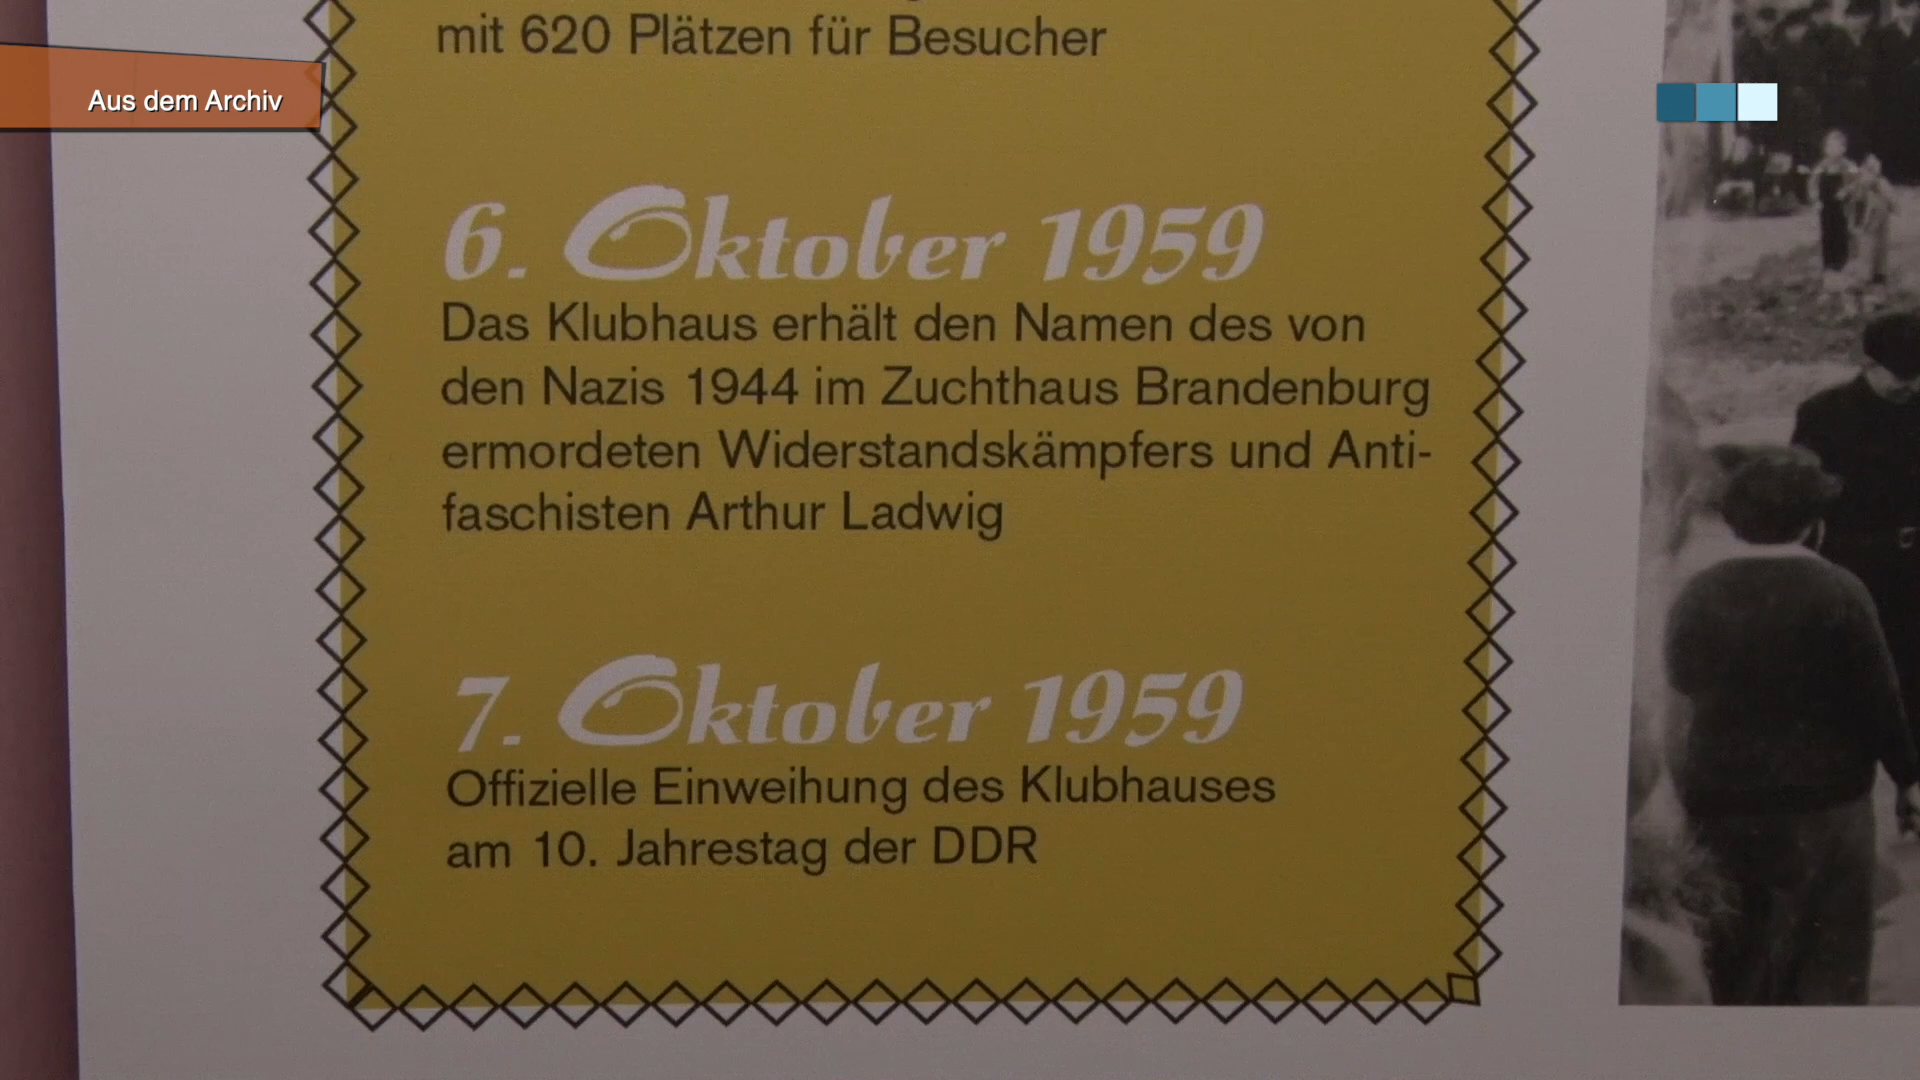 mit 620 Plätzen für Besucher
Aus dem Archiv
6. Oktober 1959
Das Klubhaus erhält den Namen des von
den Nazis 1944 im Zuchthaus Brandenburg
ermordeten Widerstandskämpfers und Anti-
faschisten Arthur Ladwig
7. Oktober 1959
Offizielle Einweihung des Klubhauses
am 10. Jahrestag der DDR